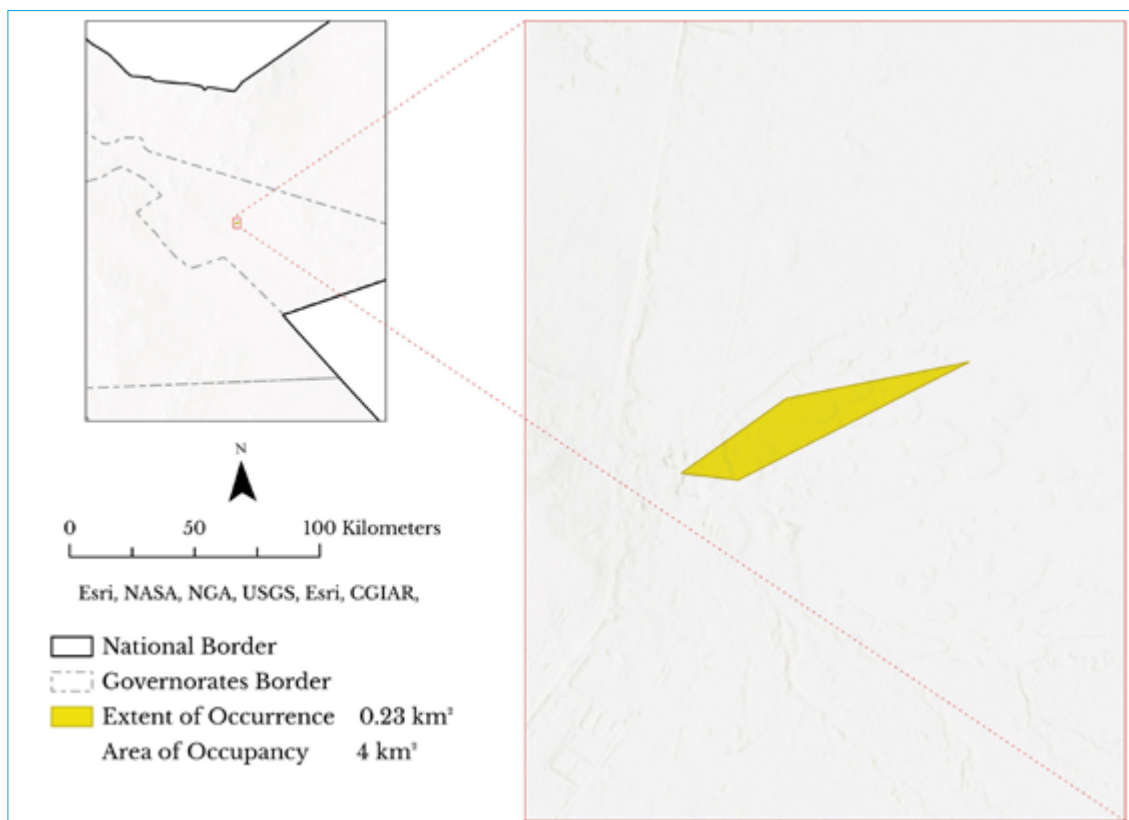 N
0 50 100 Kilometers
Esri, NASA, NGA, USGS, Esri, CGIAR,
National Border
Governorates Border
Extent of Occurrence 0.23 km²
Area of Occupancy 4 km²